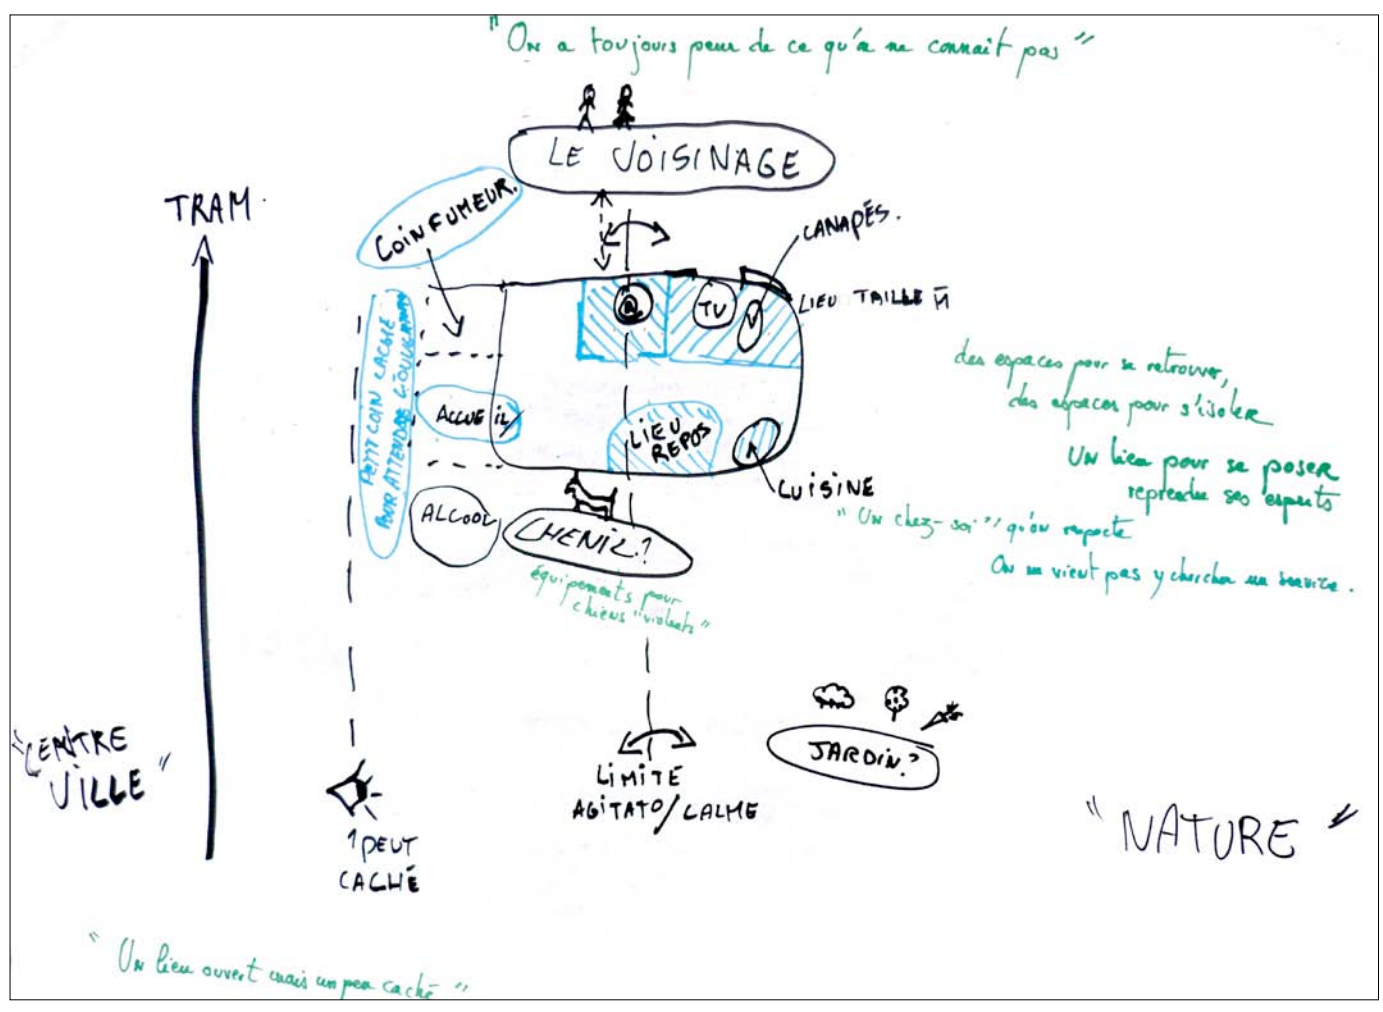 "On a toujours peur de ce qu'on ne connait pas"
LE VOISINAGE
TRAM.
COIN FUMEUR.
CANAPÉS.
TV
LIEU TAILLE M
PETIT COIN CACHÉ
POUR ATTENDRE L'OUVERTURE
ACCUEIL
LIEU
REPOS
CUISINE
ALCOOL
CHENIL?
équipements pour
chiens "violents"
des espaces pour se retrouver,
des espaces pour s'isoler
Un lieu pour se poser
reprendre ses esprits
"Un chez-soi" qu'on respecte
On ne vient pas y chercher un service.
"CENTRE
VILLE"
1 PEUT
CACHÉ
LIMITE
AGITATO/CALME
JARDIN?
"NATURE"
"Un lieu ouvert mais un peu caché"